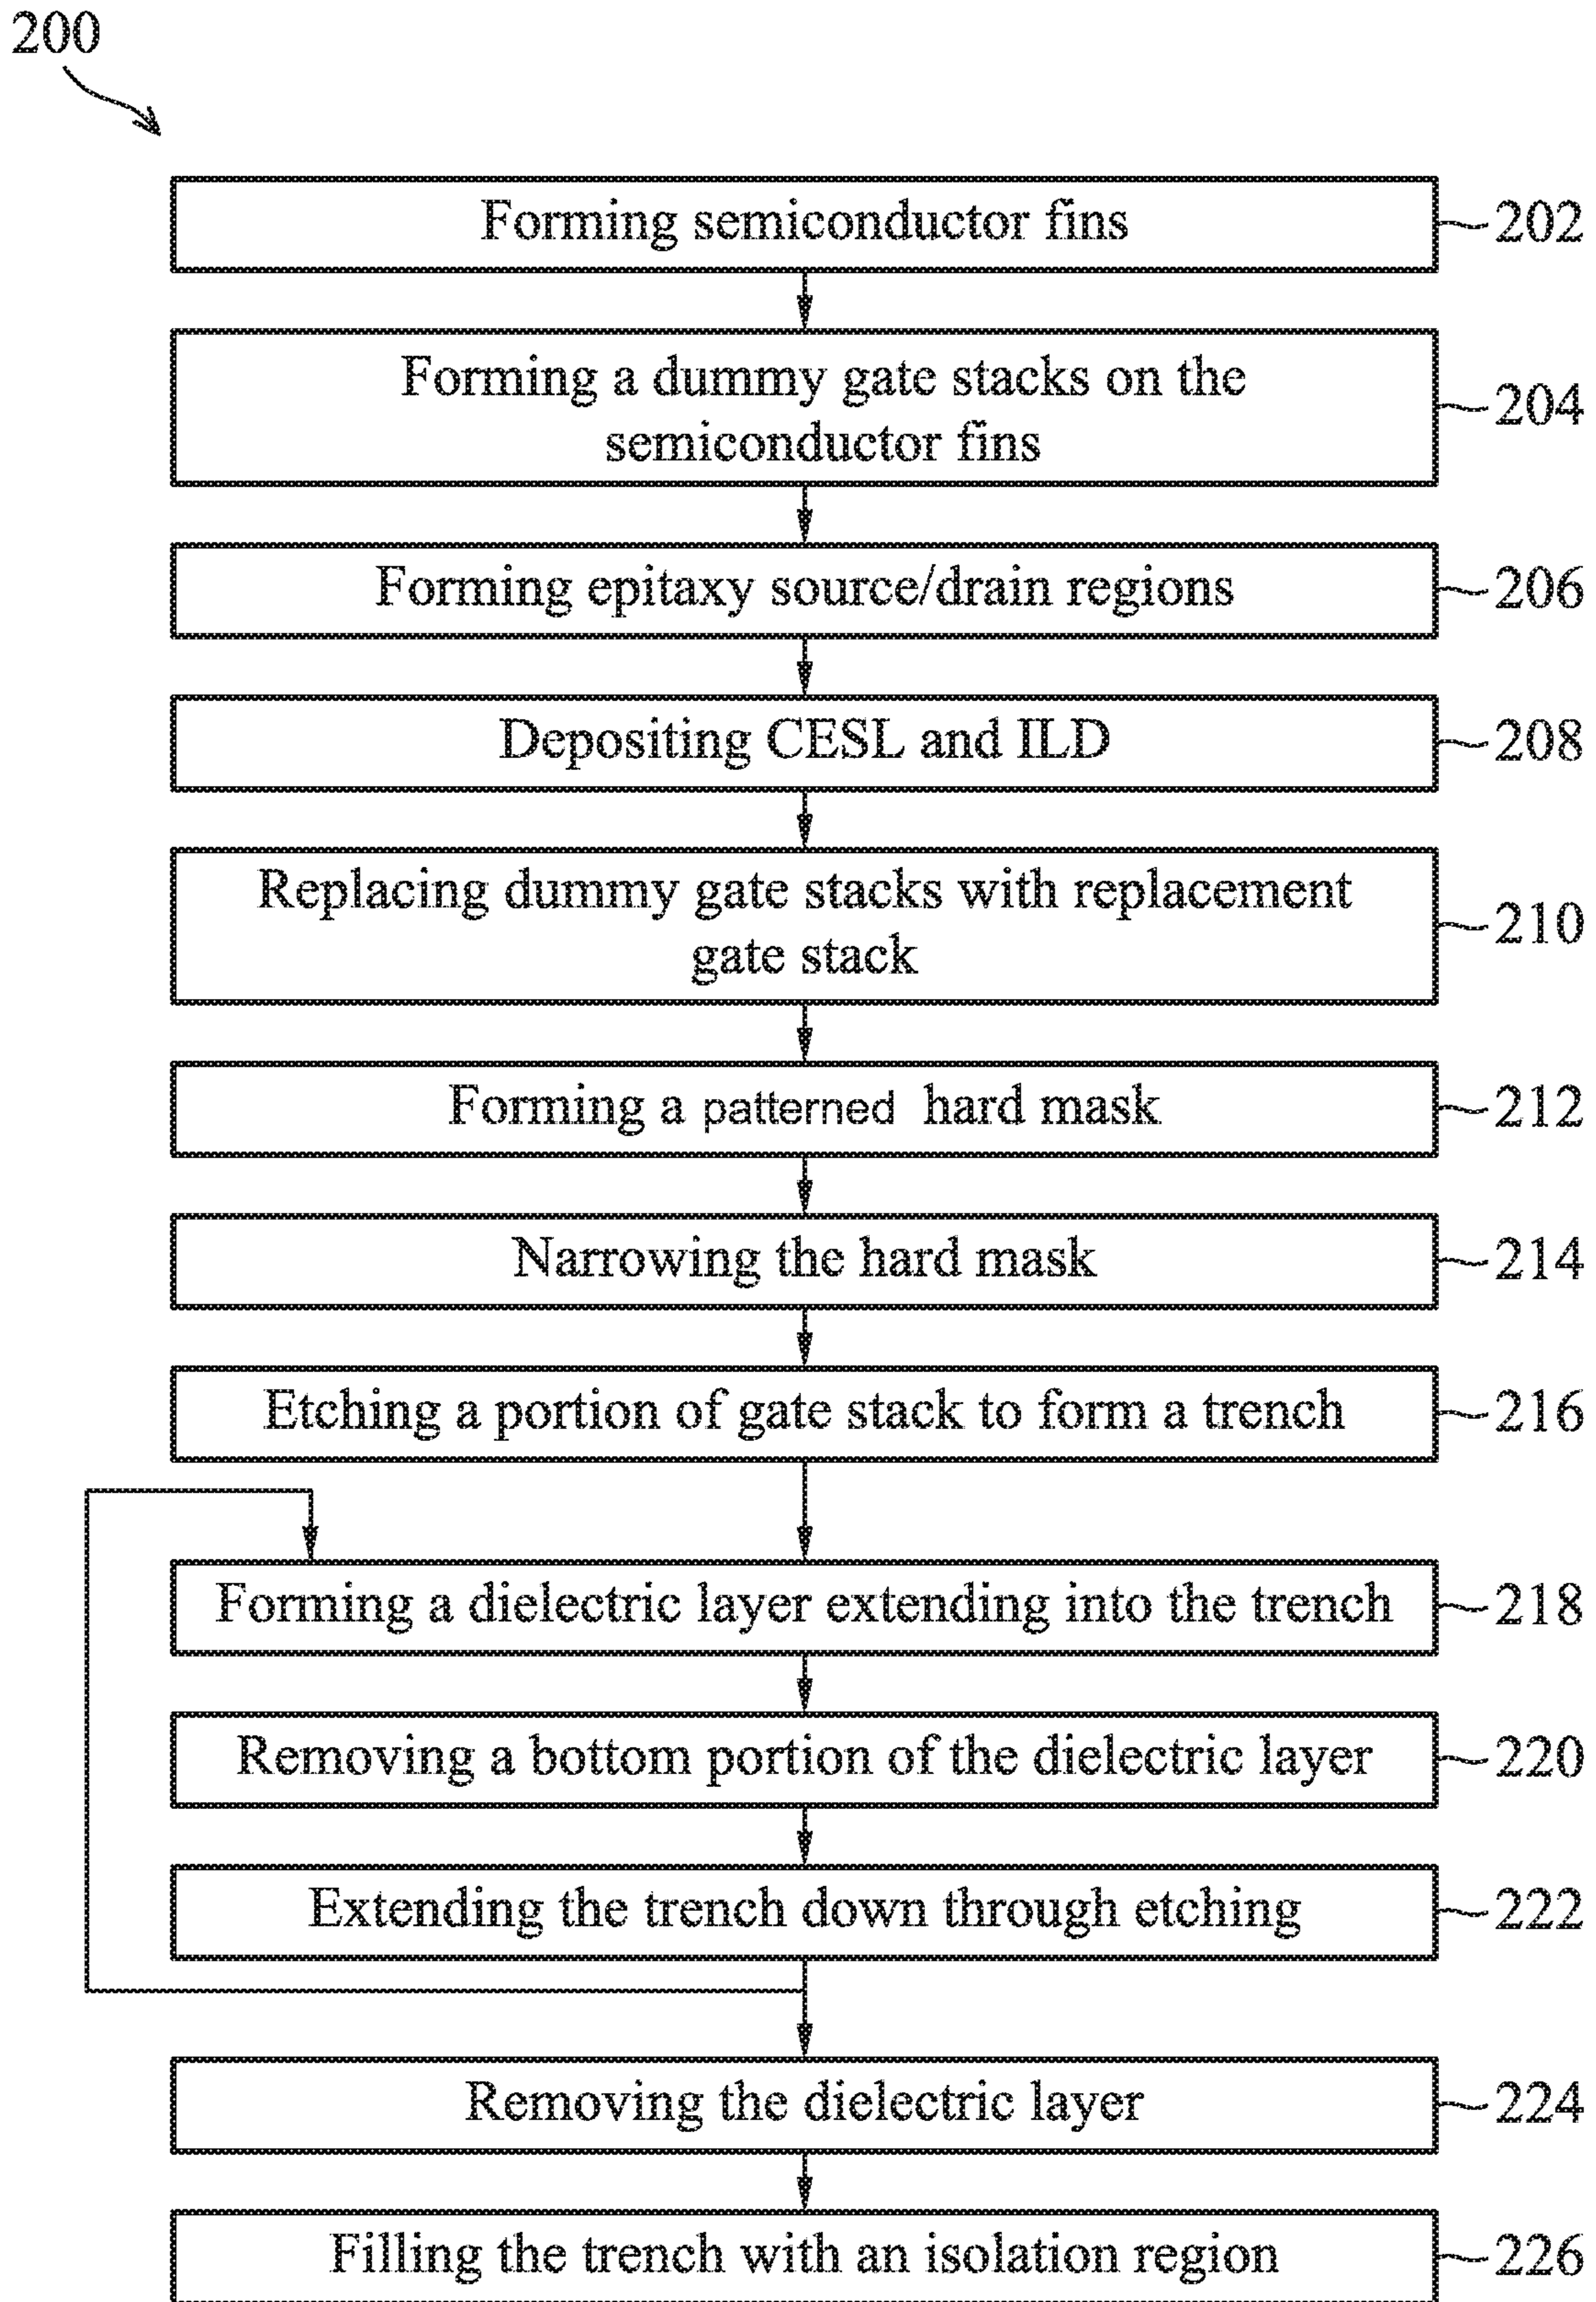 200
Forming semiconductor fins 202
Forming a dummy gate stacks on the
semiconductor fins 204
Forming epitaxy source/drain regions 206
Depositing CESL and ILD 208
Replacing dummy gate stacks with replacement
gate stack 210
Forming a patterned hard mask 212
Narrowing the hard mask 214
Etching a portion of gate stack to form a trench 216
Forming a dielectric layer extending into the trench 218
Removing a bottom portion of the dielectric layer 220
Extending the trench down through etching 222
Removing the dielectric layer 224
Filling the trench with an isolation region 226